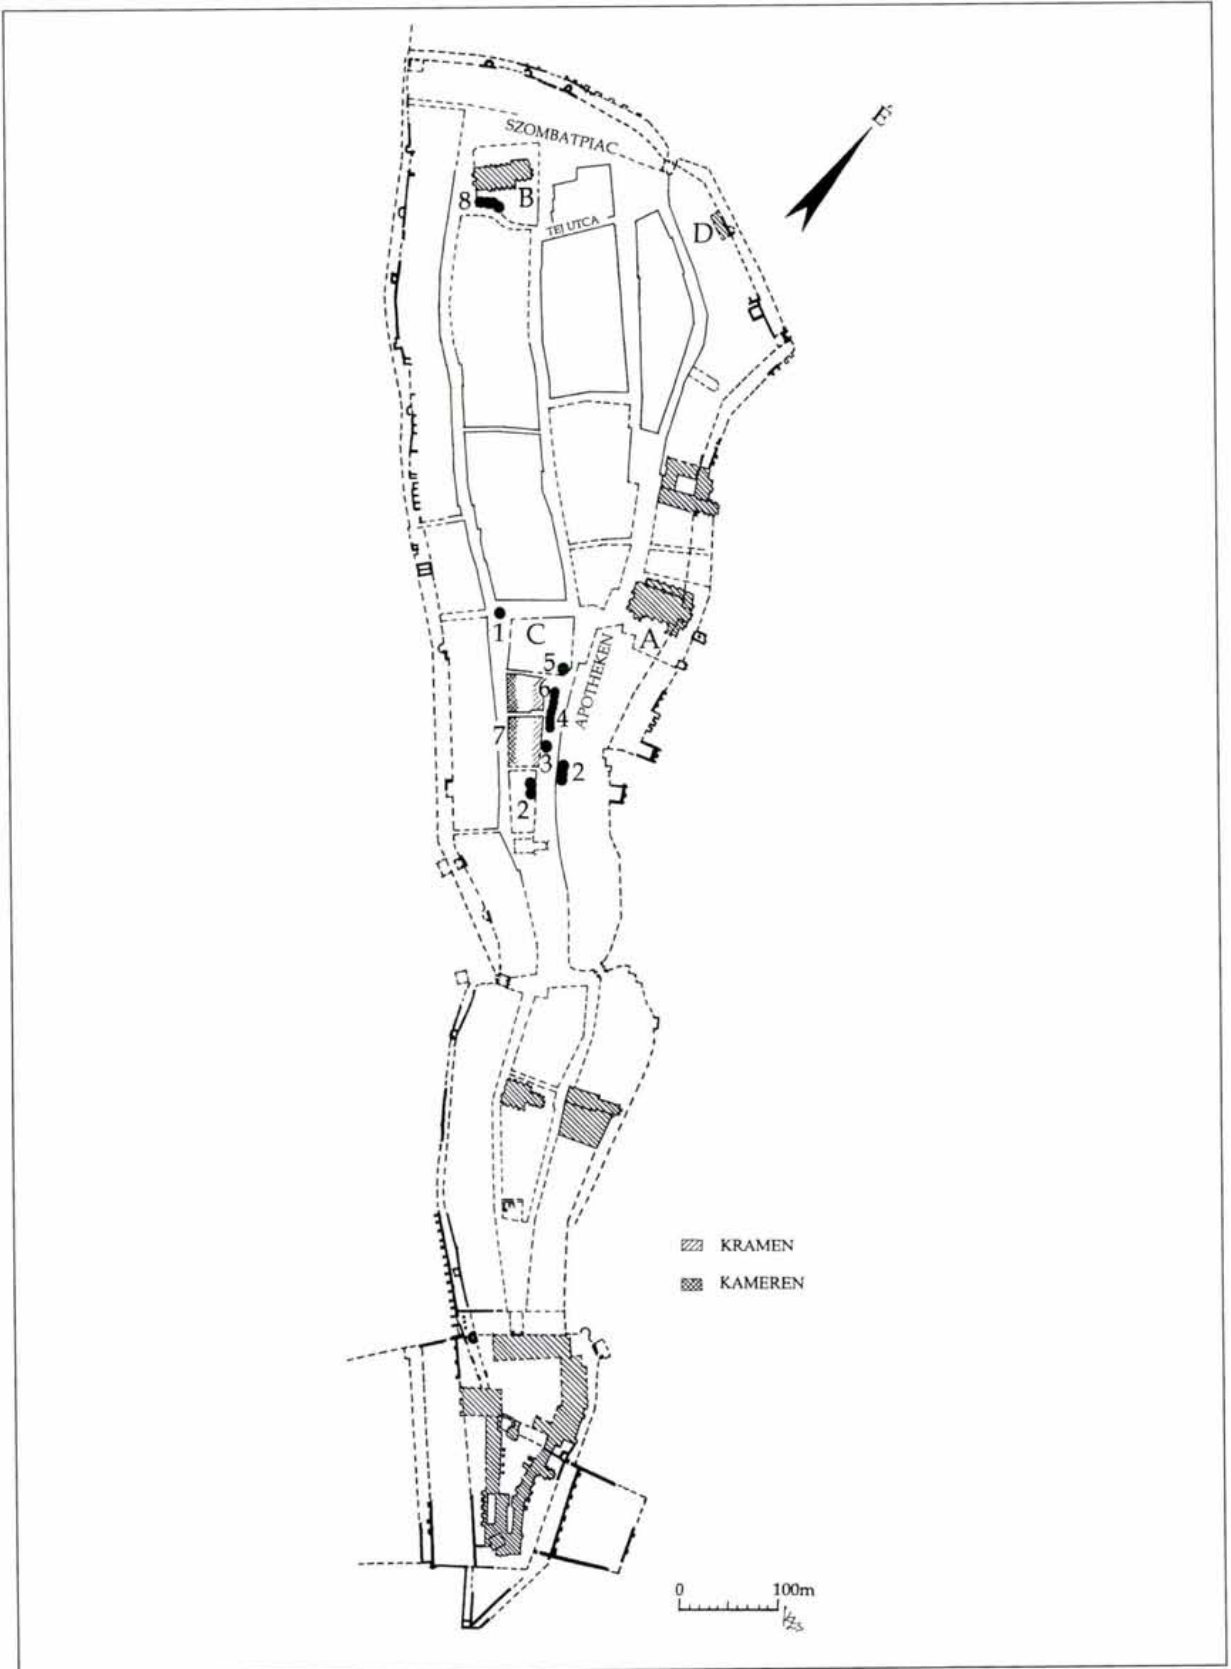 É
SZOMBATPIAC
8
B
TEJ UTCA
D
1
C
A
5
APOTHEKEN
6
4
7
3
2
2
KRAMEN
KAMEREN
0 100m